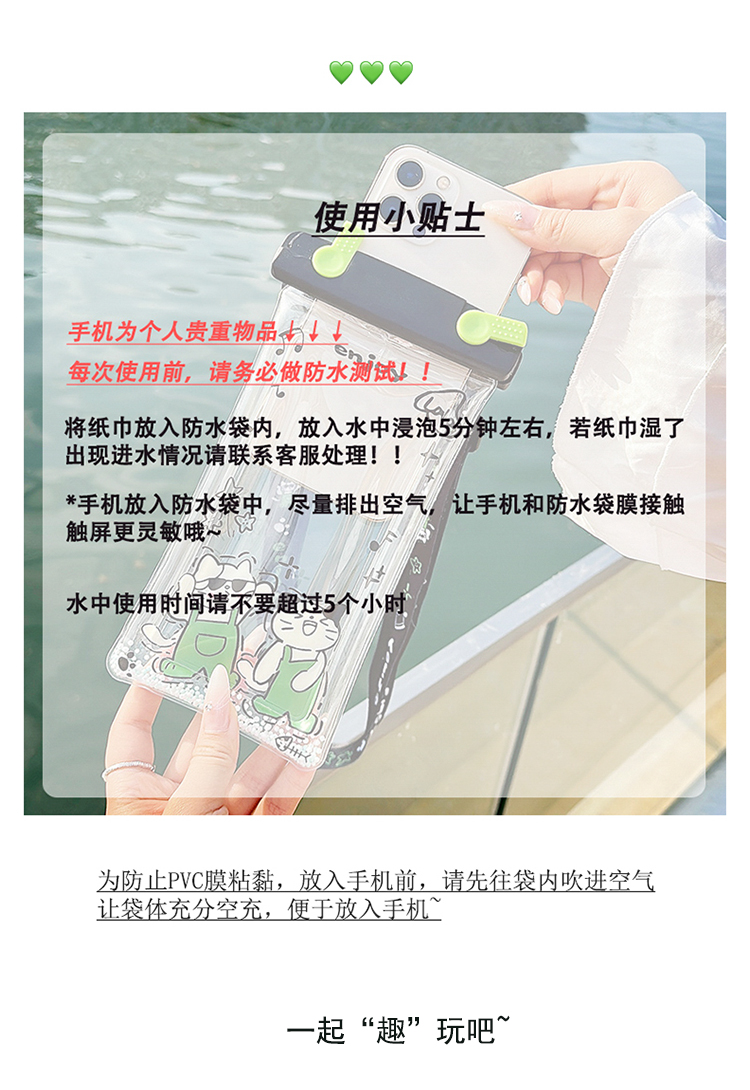 使用小贴士
手机为个人贵重物品↓↓↓
每次使用前，请务必做防水测试！！
enjoy
将纸巾放入防水袋内，放入水中浸泡5分钟左右，若纸巾湿了
出现进水情况请联系客服处理！！
*手机放入防水袋中，尽量排出空气，让手机和防水袋膜接触
触屏更灵敏哦~
水中使用时间请不要超过5个小时
为防止PVC膜粘黏，放入手机前，请先往袋内吹进空气
让袋体充分空充，便于放入手机~
一起“趣”玩吧~